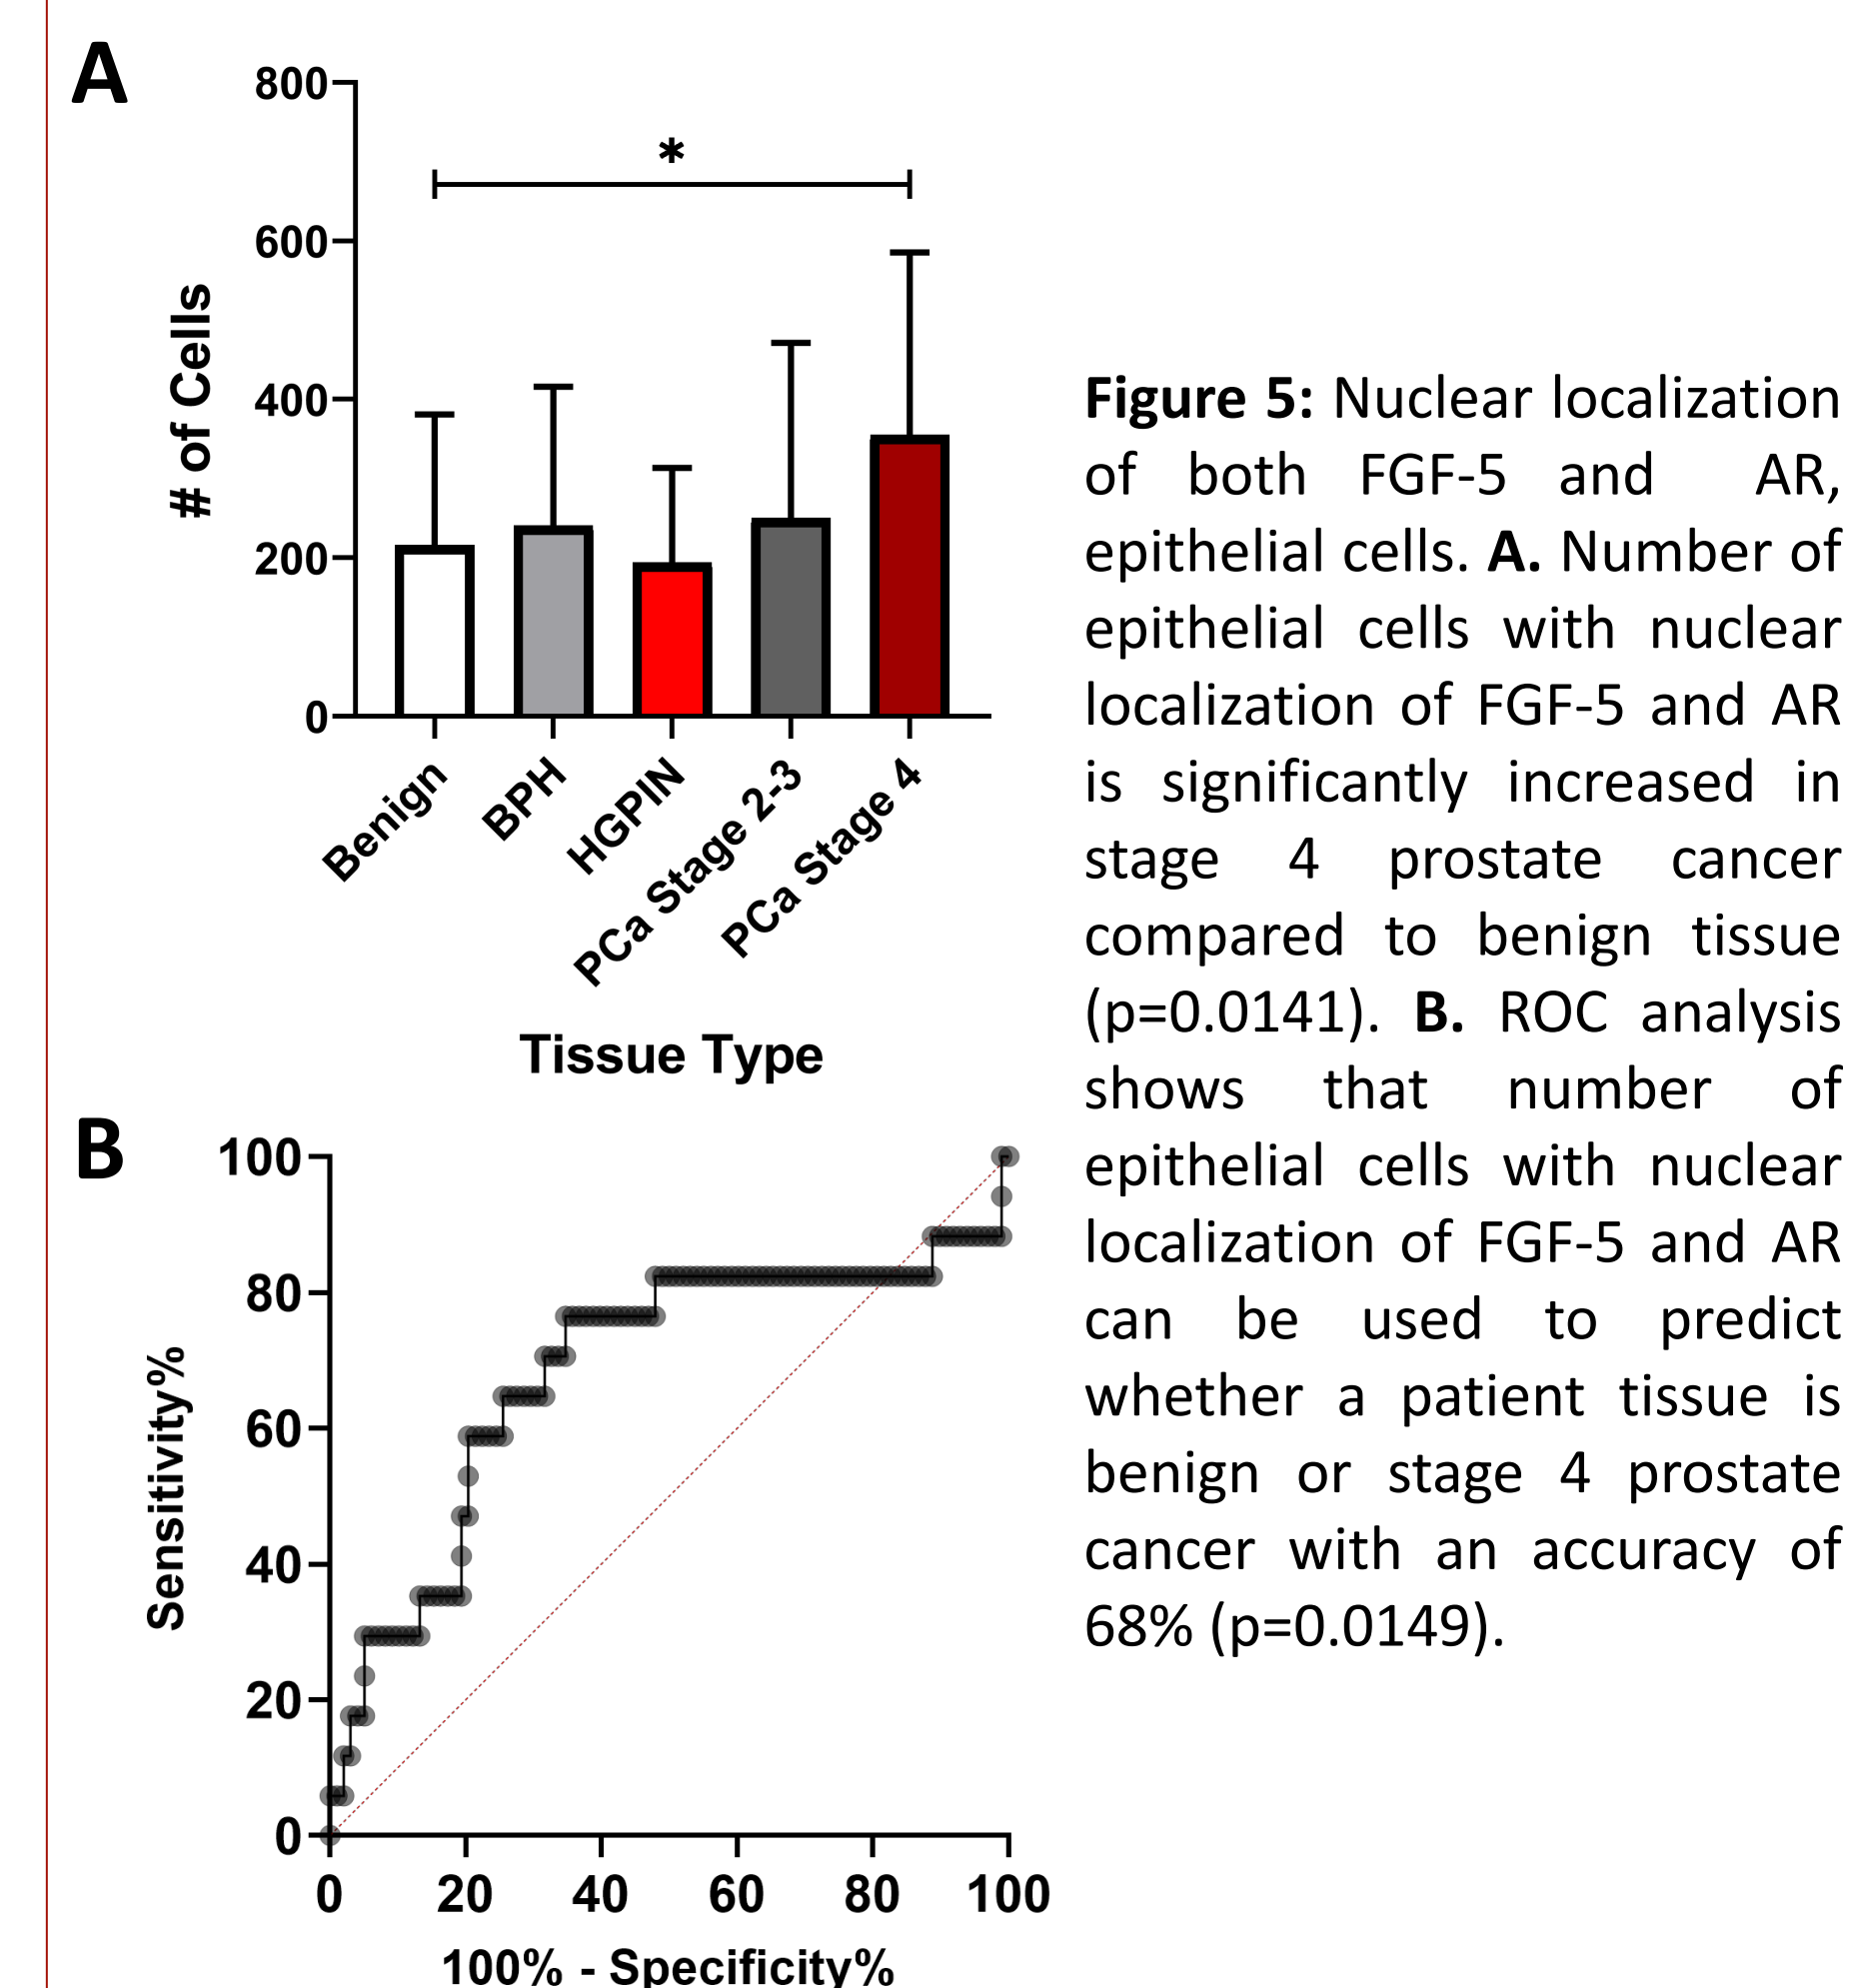 A
800
600
400
200
0
# of Cells
*
Benign
BPH
HGPIN
PCa Stage 2-3
PCa Stage 4
Tissue Type
B
100
80
60
40
20
0
Sensitivity%
0 20 40 60 80 100
100% - Specificity%
Figure 5: Nuclear localization
of both FGF-5 and AR,
epithelial cells. A. Number of
epithelial cells with nuclear
localization of FGF-5 and AR
is significantly increased in
stage 4 prostate cancer
compared to benign tissue
(p=0.0141). B. ROC analysis
shows that number of
epithelial cells with nuclear
localization of FGF-5 and AR
can be used to predict
whether a patient tissue is
benign or stage 4 prostate
cancer with an accuracy of
68% (p=0.0149).